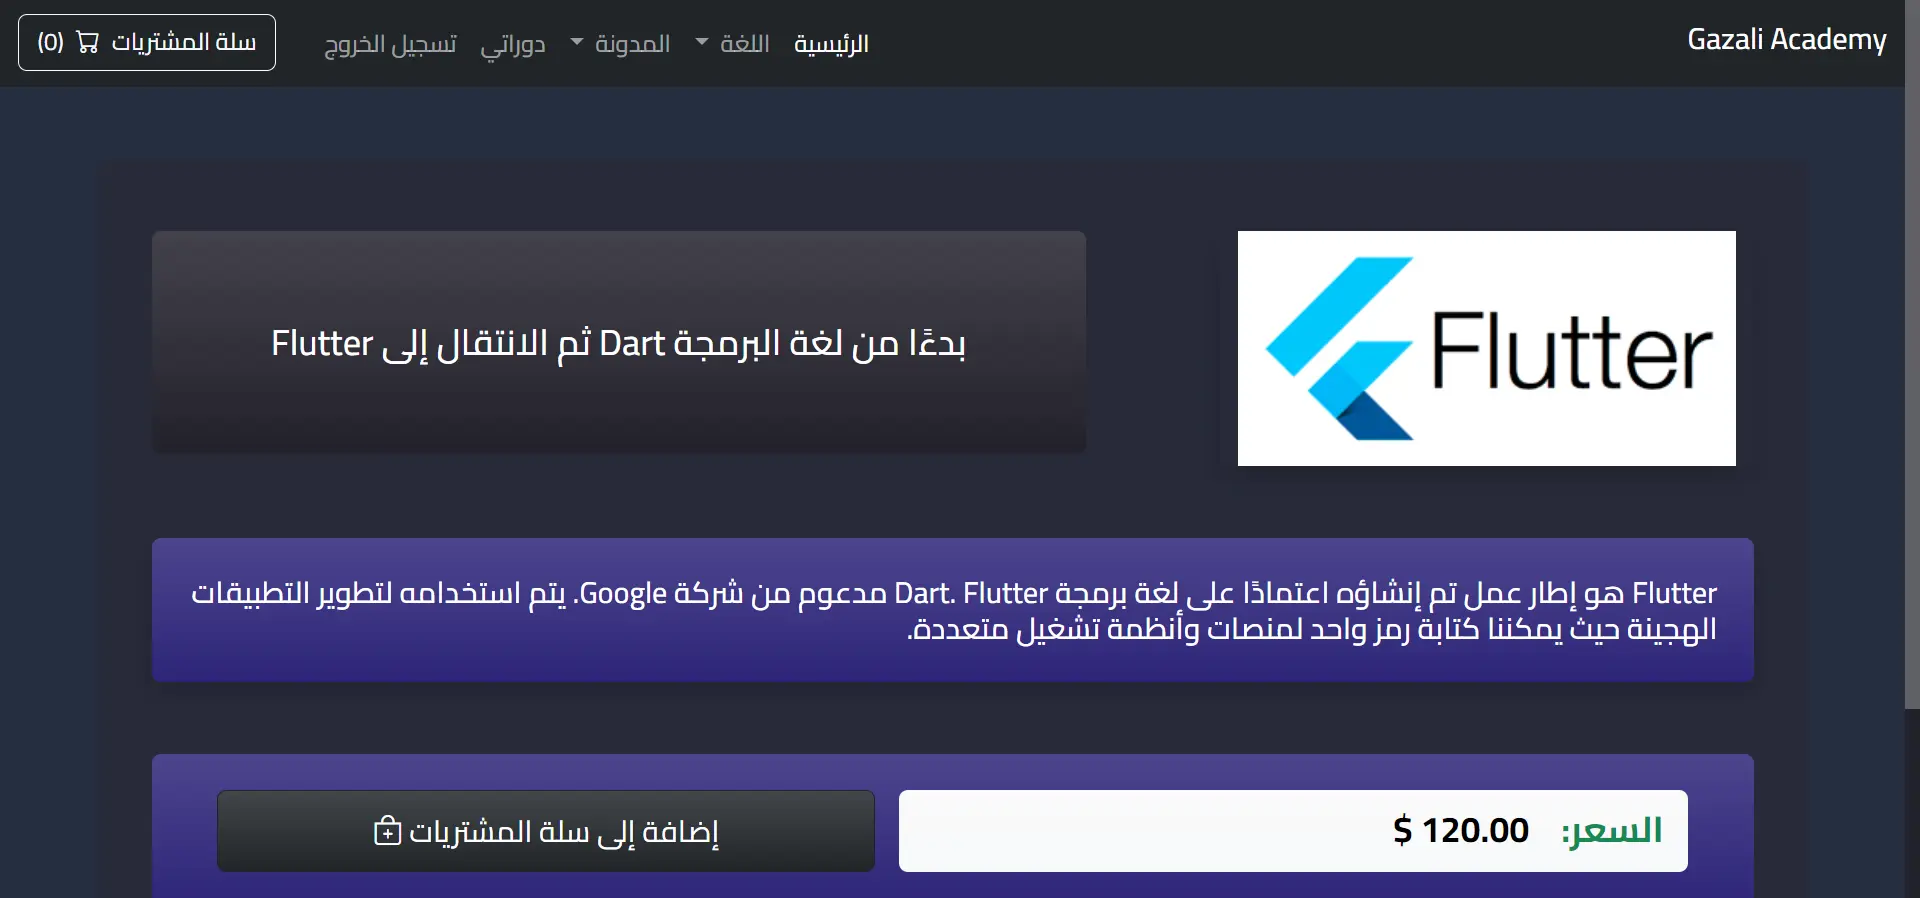 Gazali Academy
الرئيسية
اللغة
المدونة
دوراتي
تسجيل الخروج
سلة المشتريات (0)
Flutter
بدءًا من لغة البرمجة Dart ثم الانتقال إلى Flutter
Flutter هو إطار عمل تم إنشاؤه اعتمادًا على لغة برمجة Dart. Flutter مدعوم من شركة Google. يتم استخدامه لتطوير التطبيقات
الهجينة حيث يمكننا كتابة رمز واحد لمنصات وأنظمة تشغيل متعددة.
السعر: 120.00 $
إضافة إلى سلة المشتريات